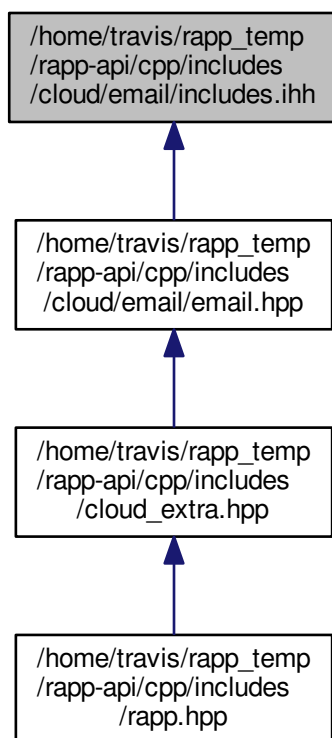 /home/travis/rapp_temp
/rapp-api/cpp/includes
/cloud/email/includes.ihh
/home/travis/rapp_temp
/rapp-api/cpp/includes
/cloud/email/email.hpp
/home/travis/rapp_temp
/rapp-api/cpp/includes
/cloud_extra.hpp
/home/travis/rapp_temp
/rapp-api/cpp/includes
/rapp.hpp